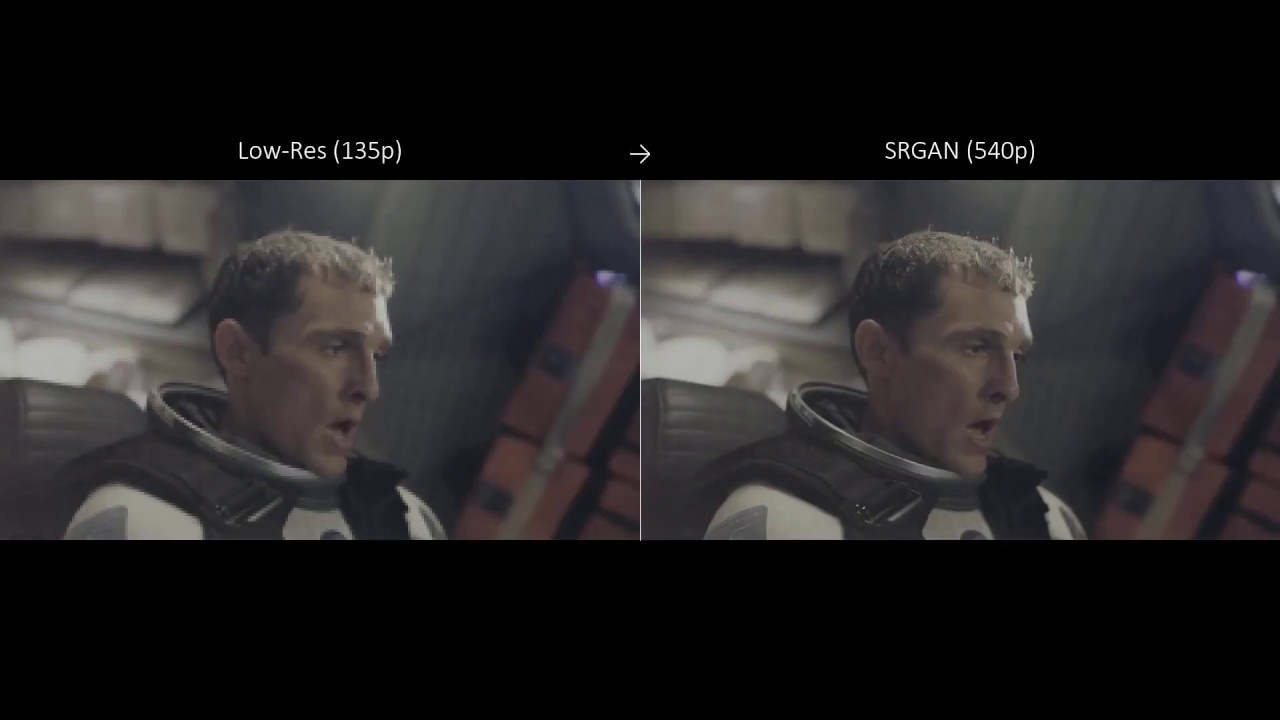 Low-Res (135p) → SRGAN (540p)